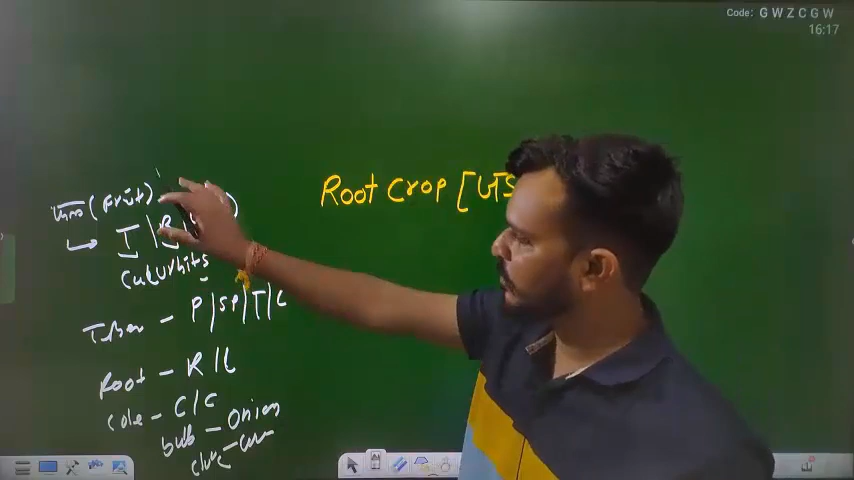 Code: GWZCGW
16:17
Root crop [UTS
(Fruit)
T | B |
Cucurbits
Tuber - P | SP | T | C
Root - R | C
cole - C / C
bulb - onion